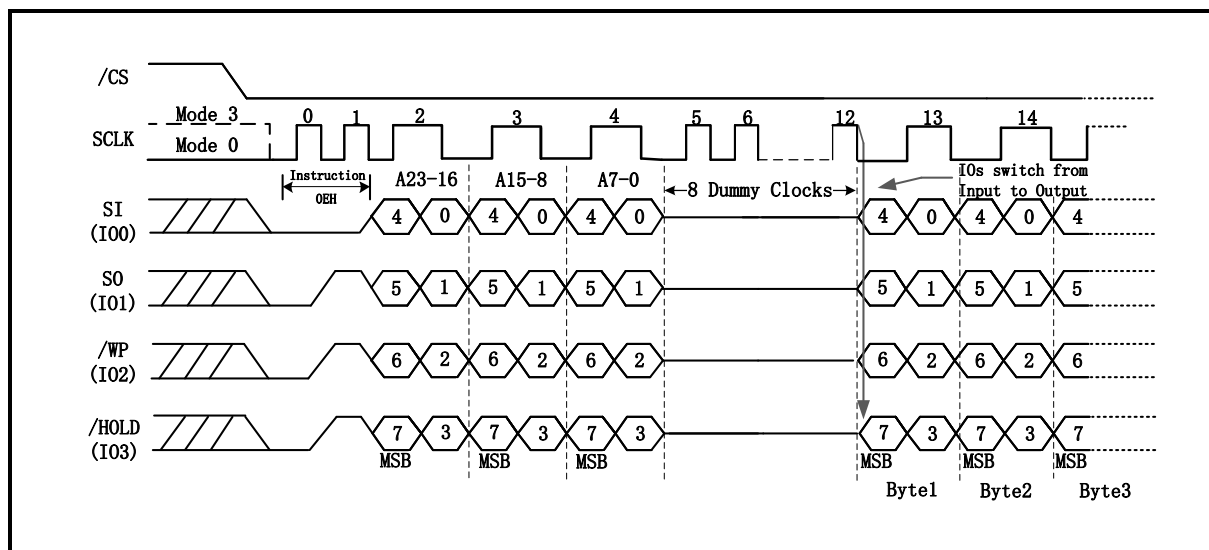 /CS
Mode 3
Mode 0
SCLK
0 1 2 3 4 5 6 12 13 14
Instruction
0EH
A23-16 A15-8 A7-0
8 Dummy Clocks
IOs switch from
Input to Output
SI
(IO0)
4 0 4 0 4 0 4 0 4 0 4
SO
(IO1)
5 1 5 1 5 1 5 1 5 1 5
/WP
(IO2)
6 2 6 2 6 2 6 2 6 2 6
/HOLD
(IO3)
7 3 7 3 7 3 7 3 7 3 7
MSB MSB MSB MSB MSB MSB
Byte1 Byte2 Byte3